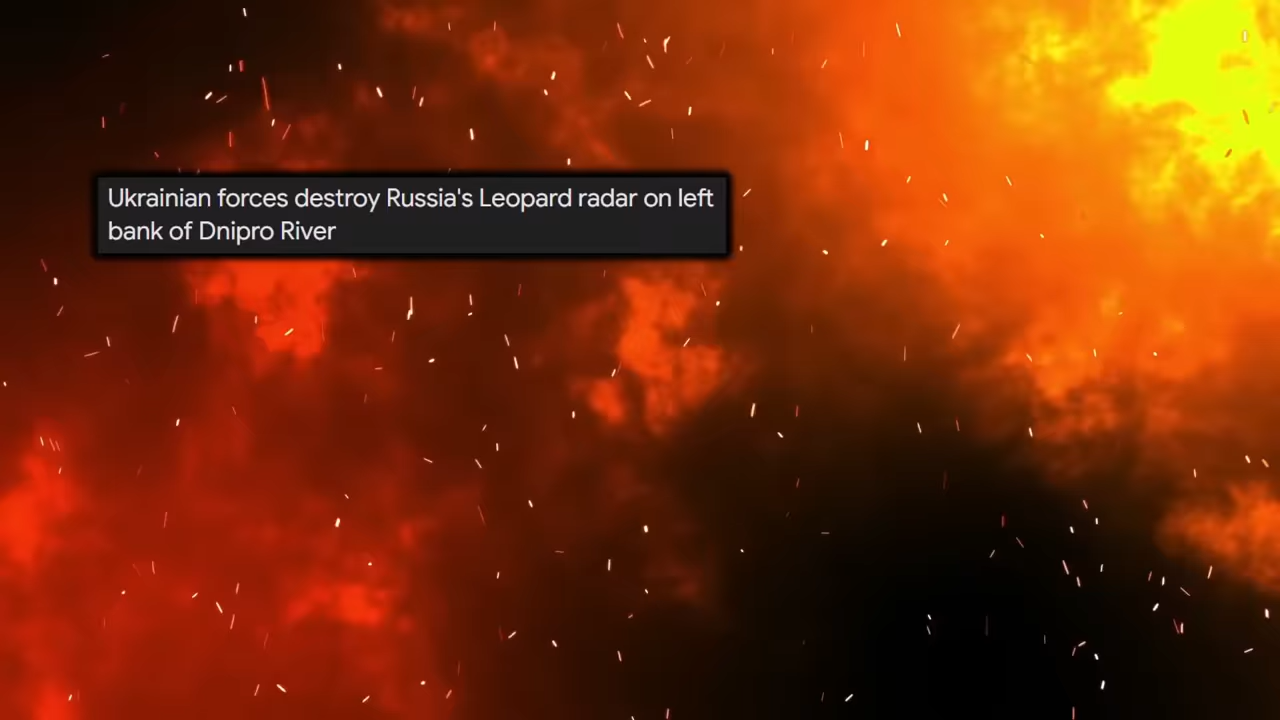 Ukrainian forces destroy Russia's Leopard radar on left
bank of Dnipro River